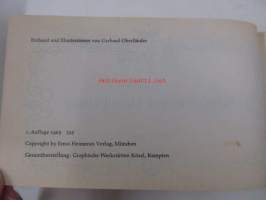 Einband und Illustrationen von Gerhard Oberländer
1. Auflage 1963
Copyright by Ernst Heimeran Verlag, München
Gesamtherstellung: Graphische Werkstätten Kösel, Kempten